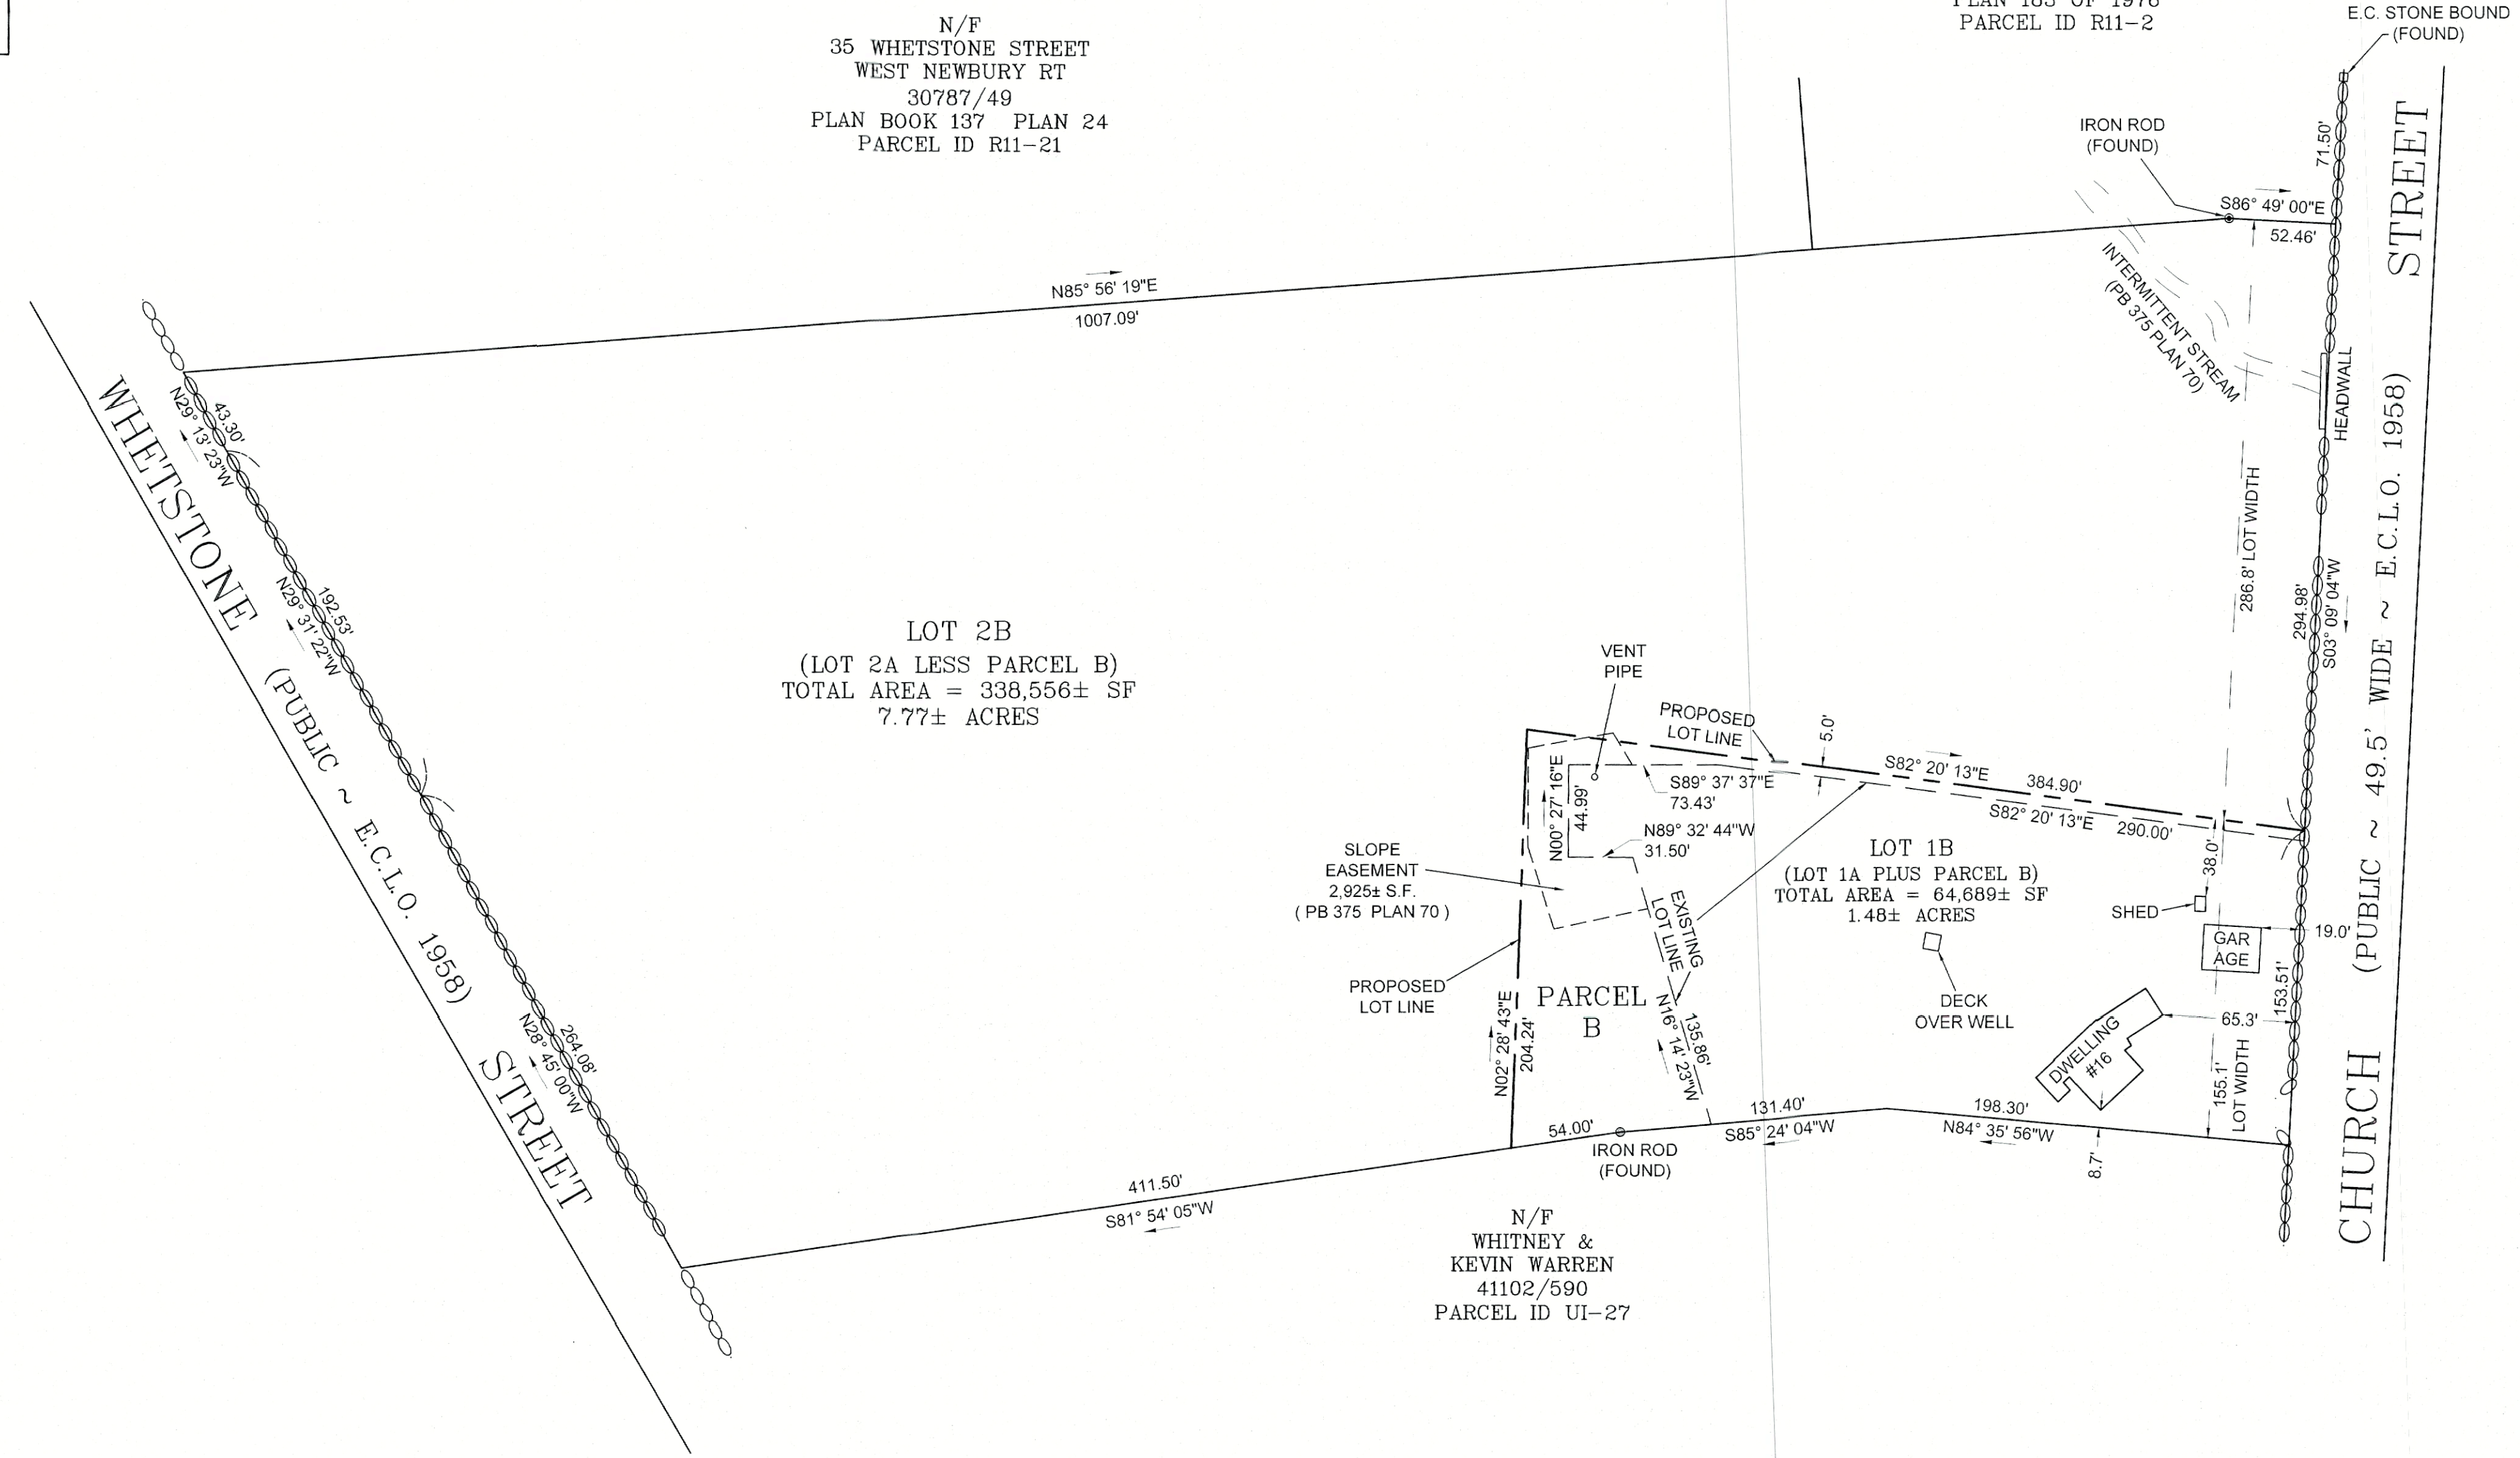 N/F
35 WHETSTONE STREET
WEST NEWBURY RT
30787/49
PLAN BOOK 137 PLAN 24
PARCEL ID R11-21
PLAN 183 OF 1976
PARCEL ID R11-2
E.C. STONE BOUND
(FOUND)
71.50'
IRON ROD
(FOUND)
S86° 49' 00"E
52.46'
INTERMITTENT STREAM
(PB 375 PLAN 70)
HEADWALL
N85° 56' 19"E
1007.09'
43.30'
N29° 13' 23"W
192.53'
N29° 31' 22"W
264.08'
N28° 45' 00"W
WHETSTONE (PUBLIC ~ E.C.L.O. 1958) STREET
LOT 2B
(LOT 2A LESS PARCEL B)
TOTAL AREA = 338,556± SF
7.77± ACRES
286.8' LOT WIDTH
294.98'
S03° 09' 04"W
CHURCH (PUBLIC ~ 49.5' WIDE ~ E.C.L.O. 1958) STREET
VENT
PIPE
PROPOSED
LOT LINE
5.0'
S82° 20' 13"E
384.90'
S82° 20' 13"E
290.00'
S89° 37' 37"E
73.43'
N00° 27' 16"E
44.99'
N89° 32' 44"W
31.50'
SLOPE
EASEMENT
2,925± S.F.
( PB 375 PLAN 70 )
EXISTING
LOT LINE
LOT 1B
(LOT 1A PLUS PARCEL B)
TOTAL AREA = 64,689± SF
1.48± ACRES
38.0'
SHED
GAR
AGE
19.0'
153.51'
PROPOSED
LOT LINE
PARCEL
B
DECK
OVER WELL
DWELLING
#16
65.3'
N02° 28' 43"E
204.24'
135.86'
N16° 14' 23"W
155.1'
LOT WIDTH
54.00'
IRON ROD
(FOUND)
131.40'
S85° 24' 04"W
198.30'
N84° 35' 56"W
8.7'
411.50'
S81° 54' 05"W
N/F
WHITNEY &
KEVIN WARREN
41102/590
PARCEL ID UI-27